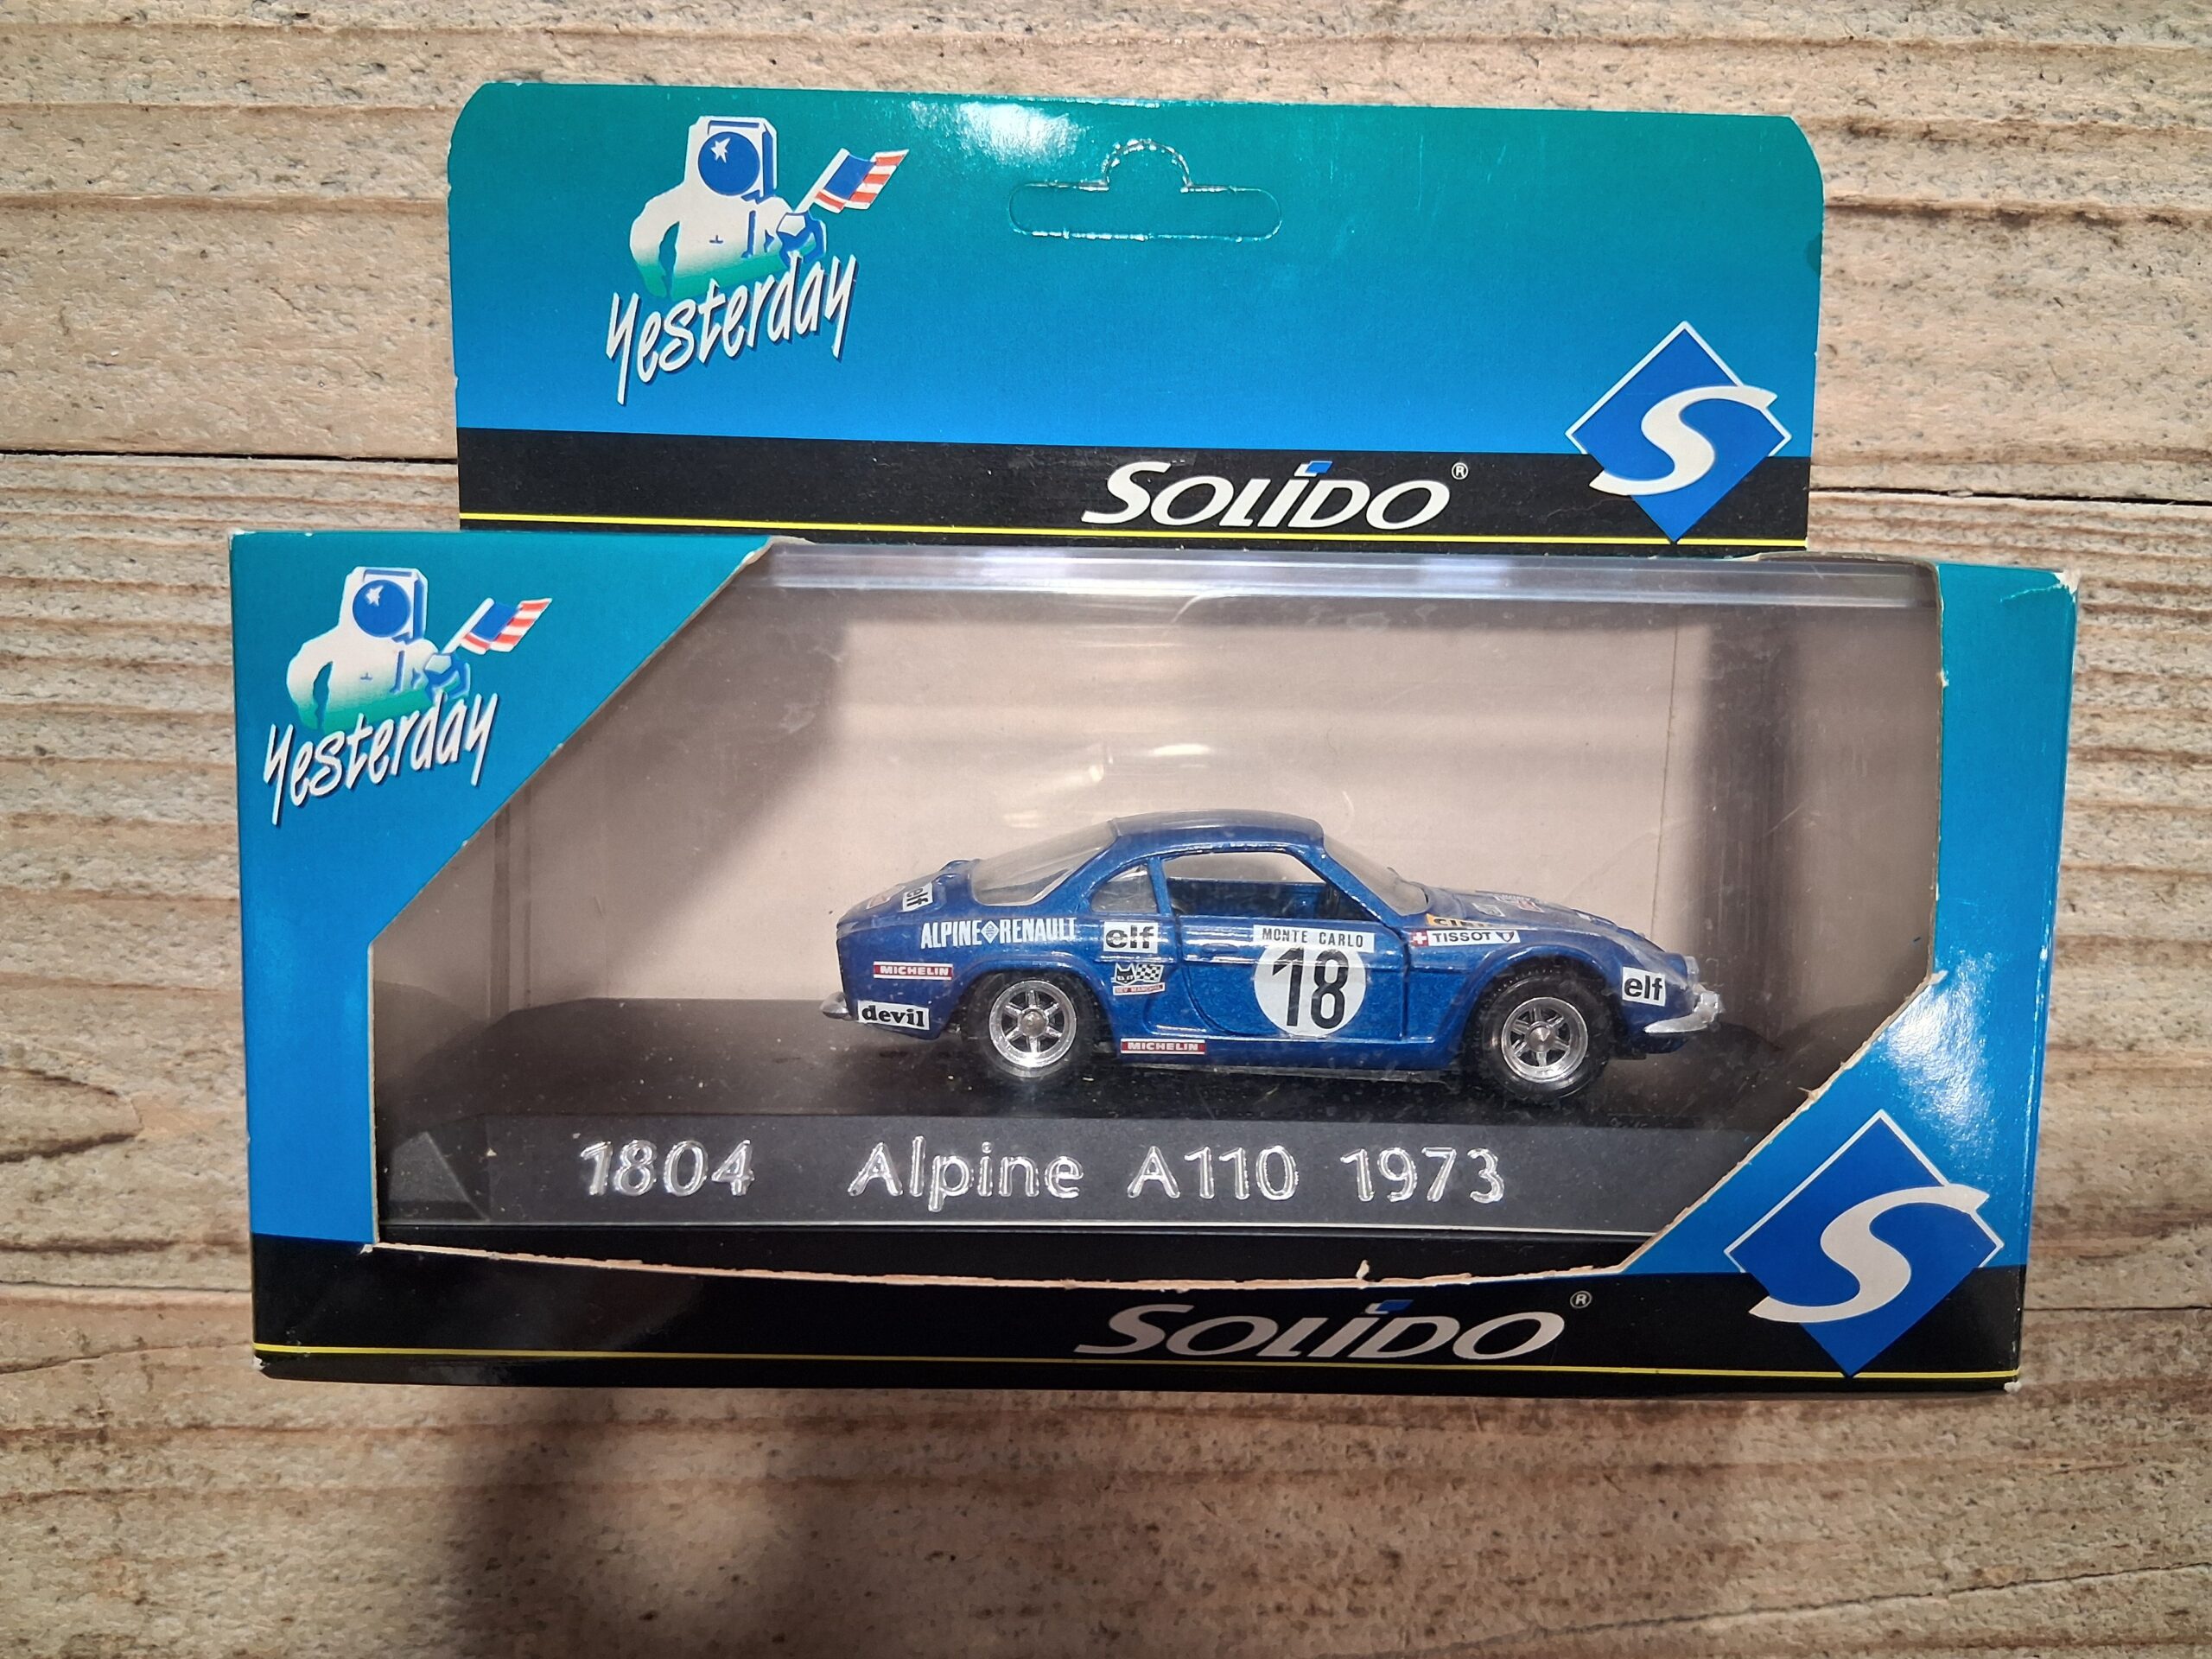 Yesterday
SOLIDO®
S
Yesterday
elf
ALPINE RENAULT
elf
MONTE CARLO
18
TISSOT
MICHELIN
elf
devil
MICHELIN
1804 Alpine A110 1973
S
SOLIDO®